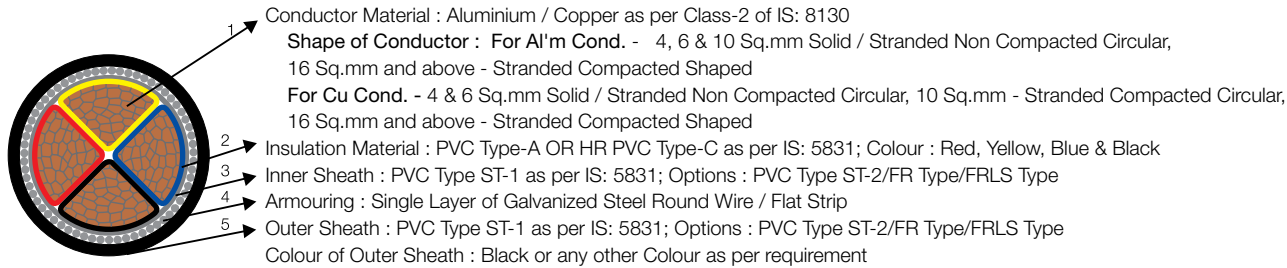 1 Conductor Material : Aluminium / Copper as per Class-2 of IS: 8130
Shape of Conductor : For Al'm Cond. - 4, 6 & 10 Sq.mm Solid / Stranded Non Compacted Circular,
16 Sq.mm and above - Stranded Compacted Shaped
For Cu Cond. - 4 & 6 Sq.mm Solid / Stranded Non Compacted Circular, 10 Sq.mm - Stranded Compacted Circular,
16 Sq.mm and above - Stranded Compacted Shaped
2 Insulation Material : PVC Type-A OR HR PVC Type-C as per IS: 5831; Colour : Red, Yellow, Blue & Black
3 Inner Sheath : PVC Type ST-1 as per IS: 5831; Options : PVC Type ST-2/FR Type/FRLS Type
4 Armouring : Single Layer of Galvanized Steel Round Wire / Flat Strip
5 Outer Sheath : PVC Type ST-1 as per IS: 5831; Options : PVC Type ST-2/FR Type/FRLS Type
Colour of Outer Sheath : Black or any other Colour as per requirement